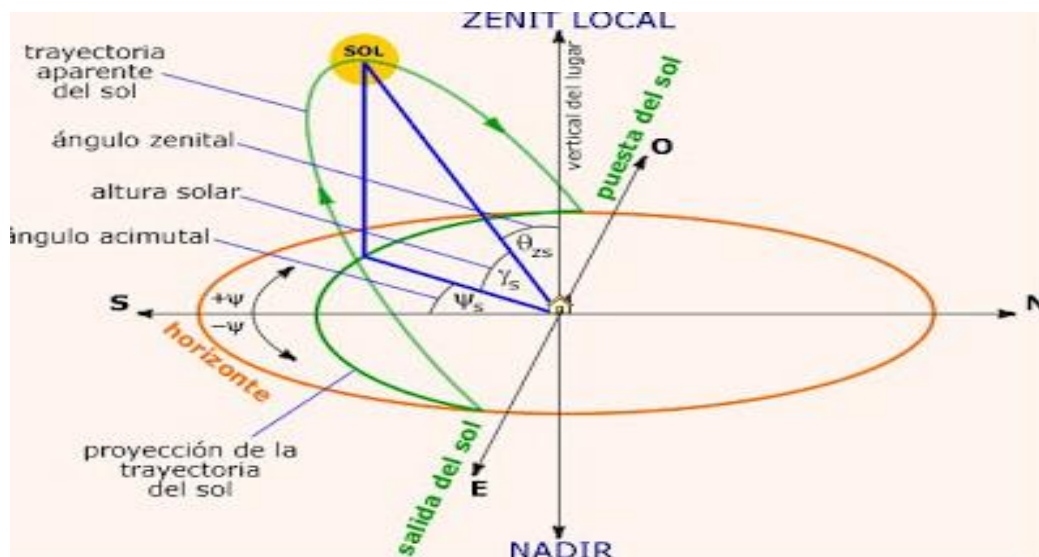 ZENIT LOCAL
SOL
trayectoria
aparente
del sol
vertical del lugar
puesta del sol
ángulo zenital
O
altura solar
ángulo acimutal
θzs
γs
ψs
S
+ψ
-ψ
N
horizonte
proyección de la
trayectoria
del sol
salida del sol
E
NADIR